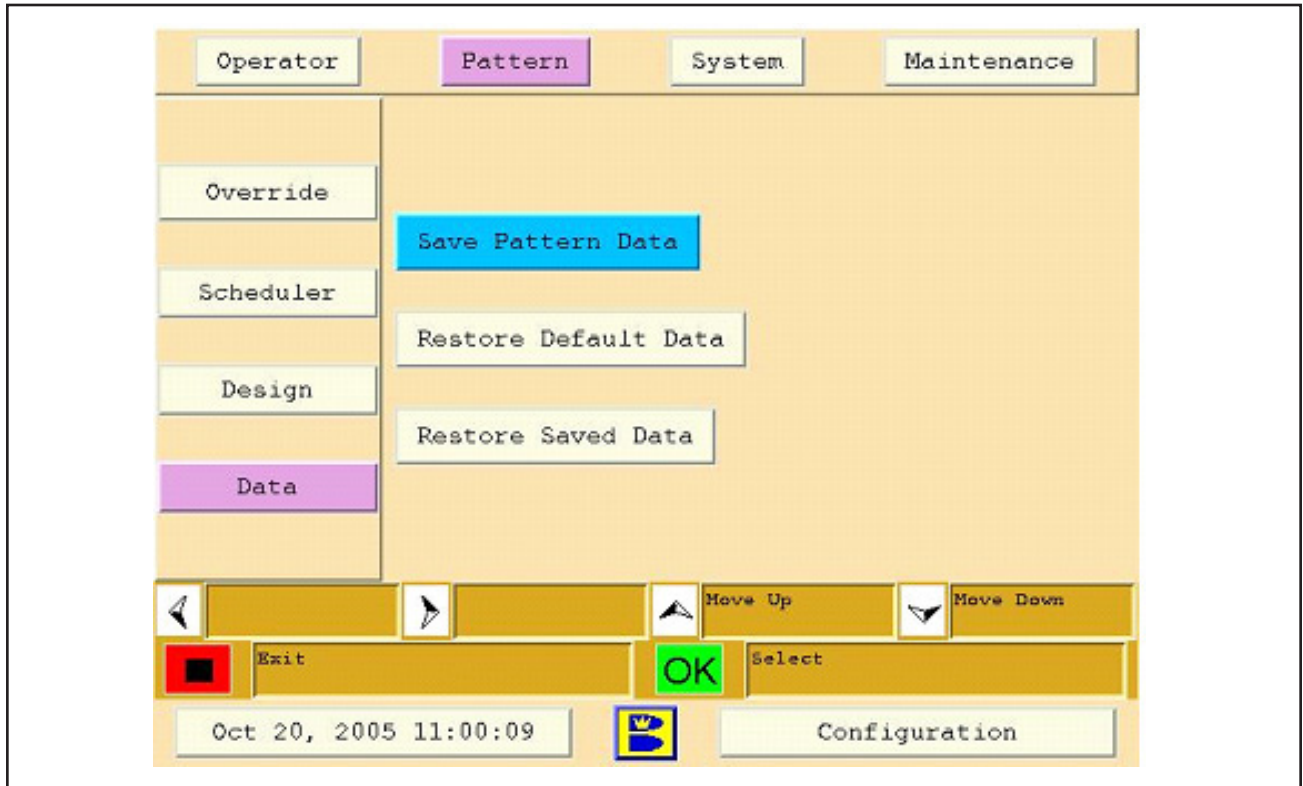 Operator Pattern System Maintenance
Override
Save Pattern Data
Scheduler
Restore Default Data
Design
Restore Saved Data
Data
Move Up Move Down
Exit OK Select
Oct 20, 2005 11:00:09 Configuration